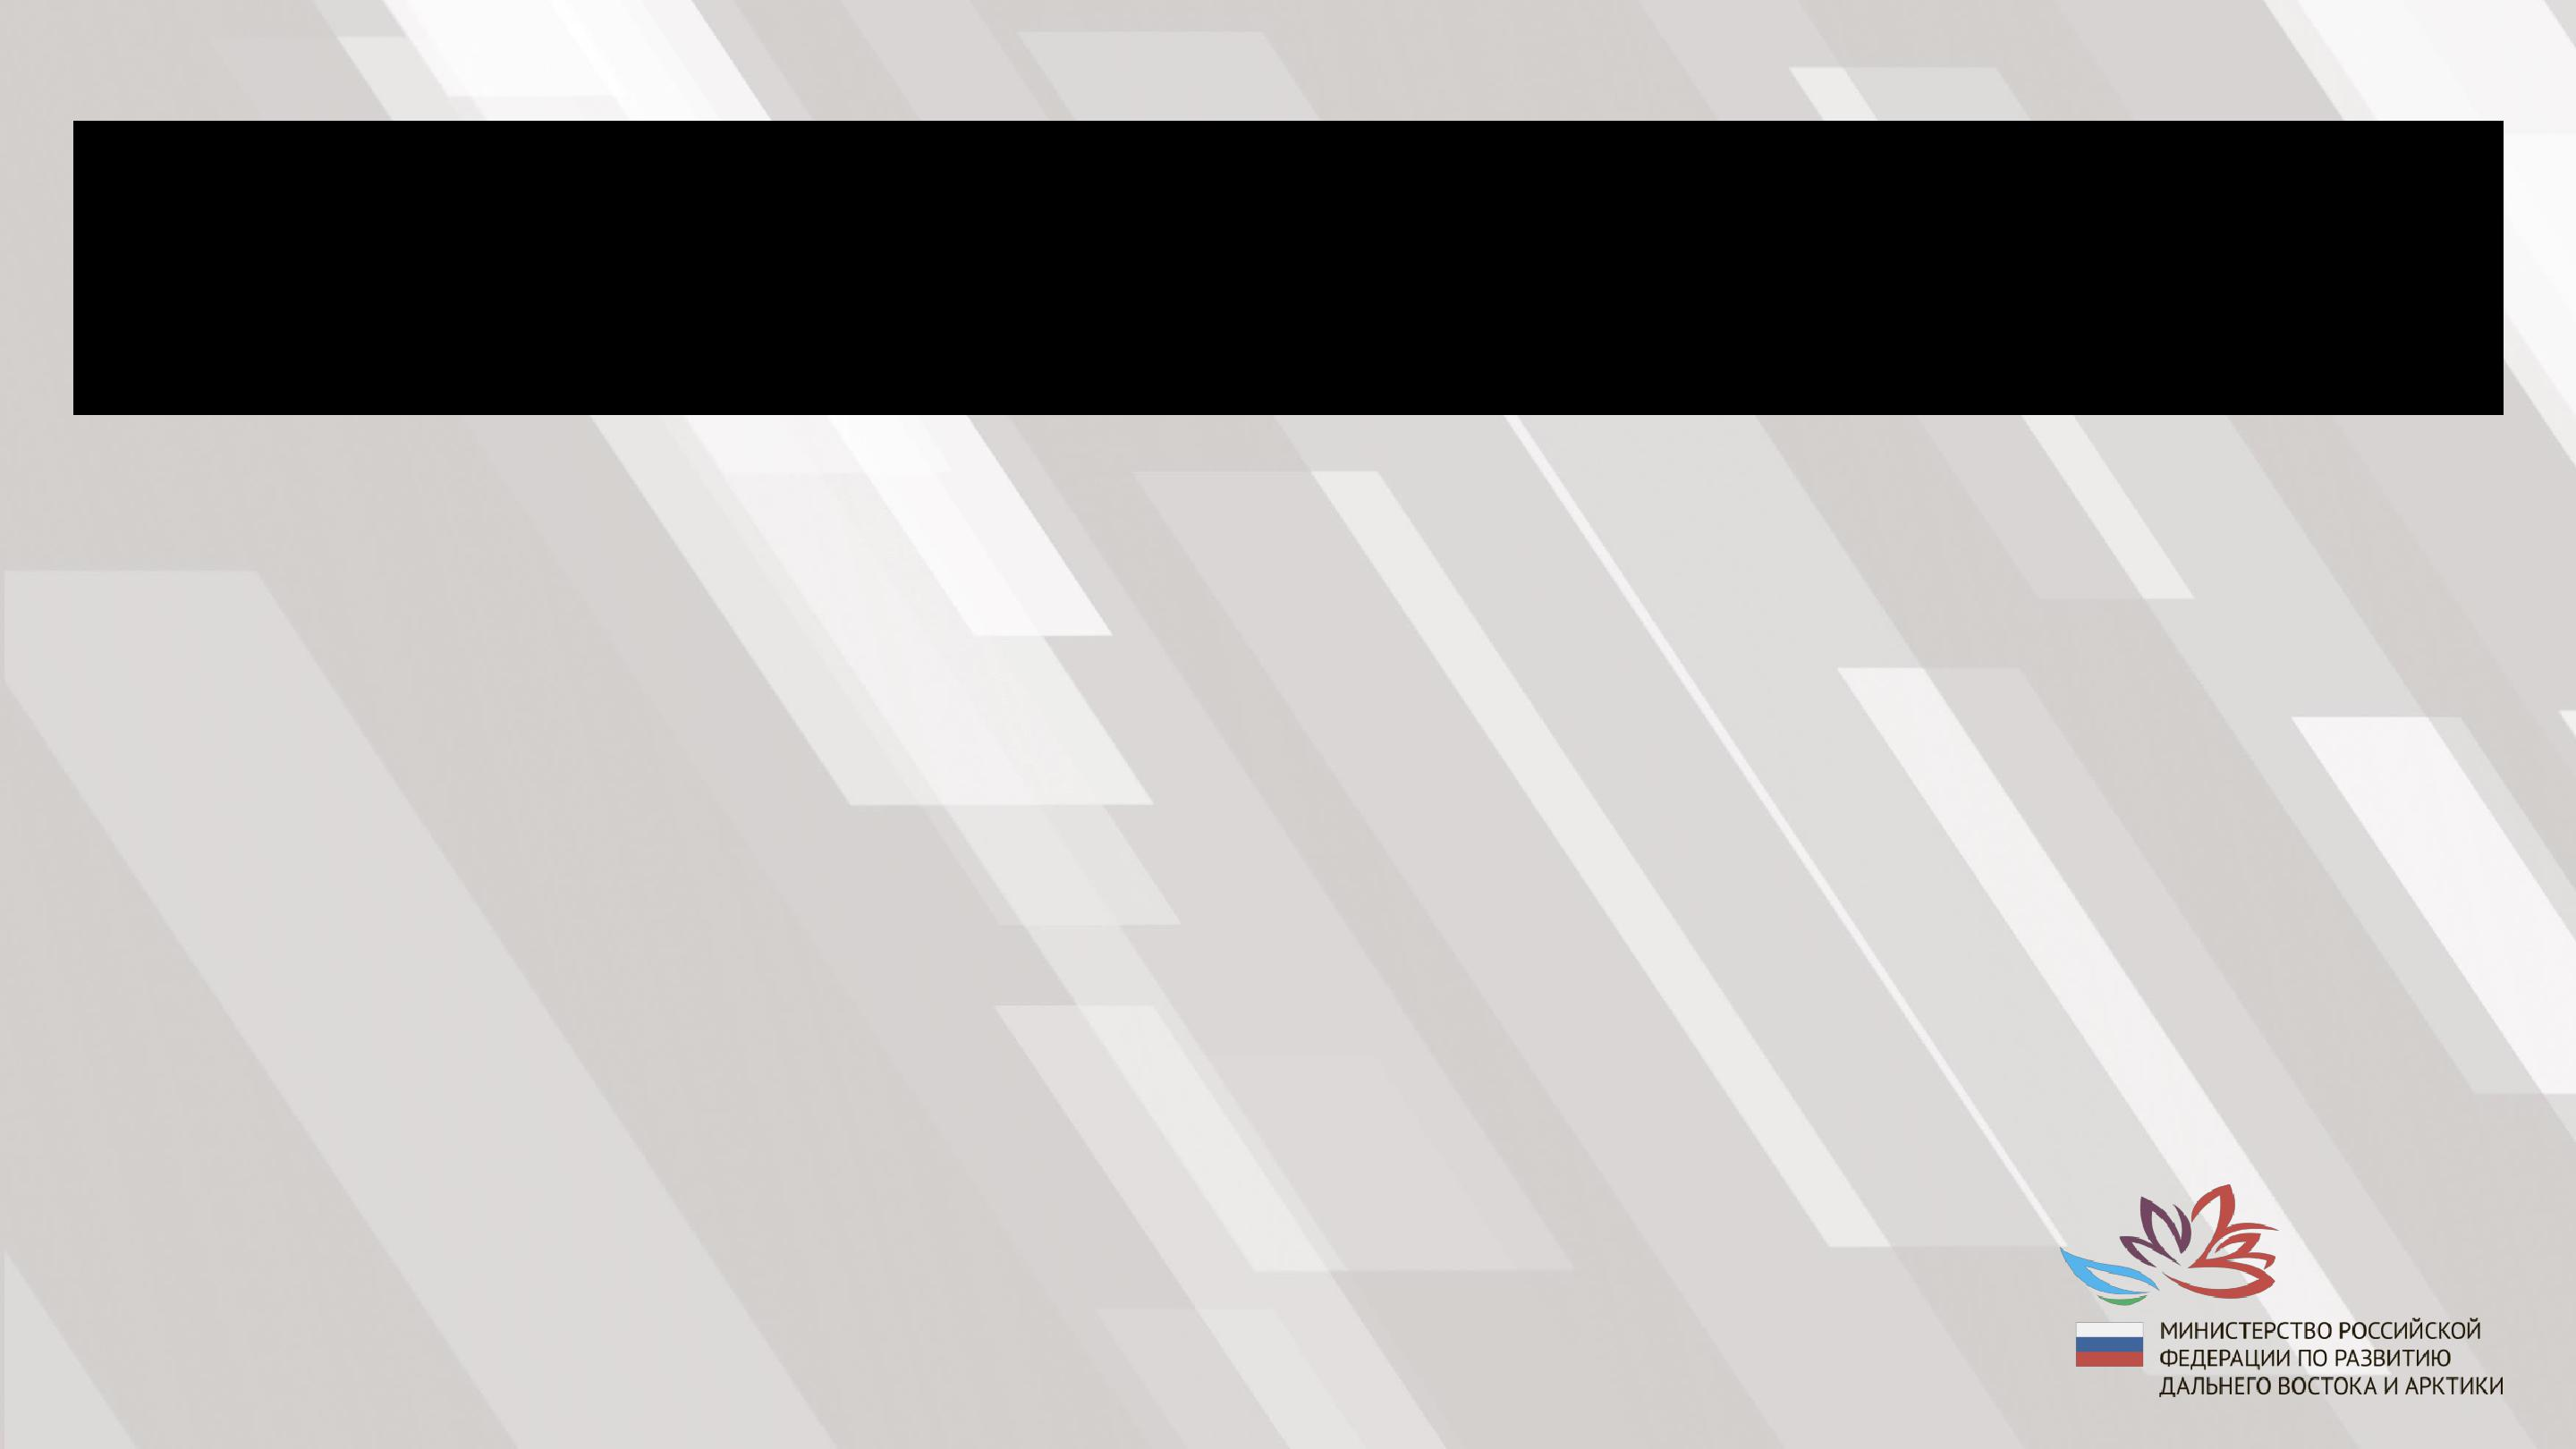 МИНИСТЕРСТВО РОССИЙСКОЙ
ФЕДЕРАЦИИ ПО РАЗВИТИЮ
ДАЛЬНЕГО ВОСТОКА И АРКТИКИ